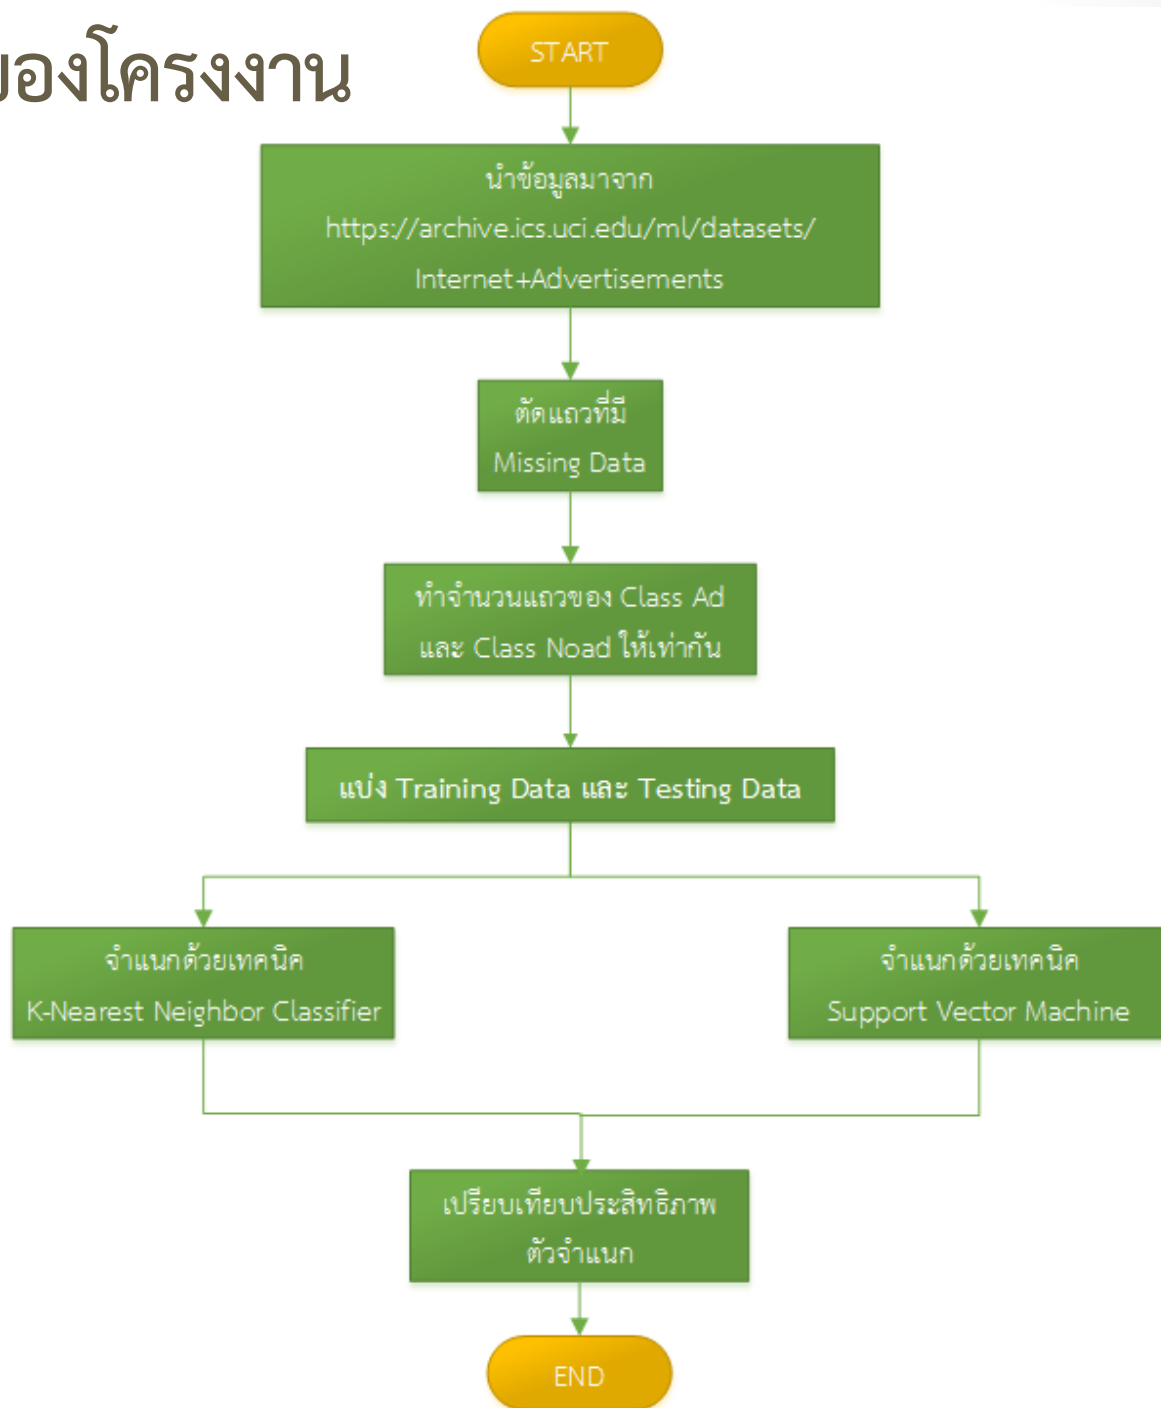 ของโครงงาน
START
นำข้อมูลมาจาก
https://archive.ics.uci.edu/ml/datasets/
Internet+Advertisements
ตัดแถวที่มี
Missing Data
ทำจำนวนแถวของ Class Ad
และ Class Noad ให้เท่ากัน
แบ่ง Training Data และ Testing Data
จำแนกด้วยเทคนิค
K-Nearest Neighbor Classifier
จำแนกด้วยเทคนิค
Support Vector Machine
เปรียบเทียบประสิทธิภาพ
ตัวจำแนก
END